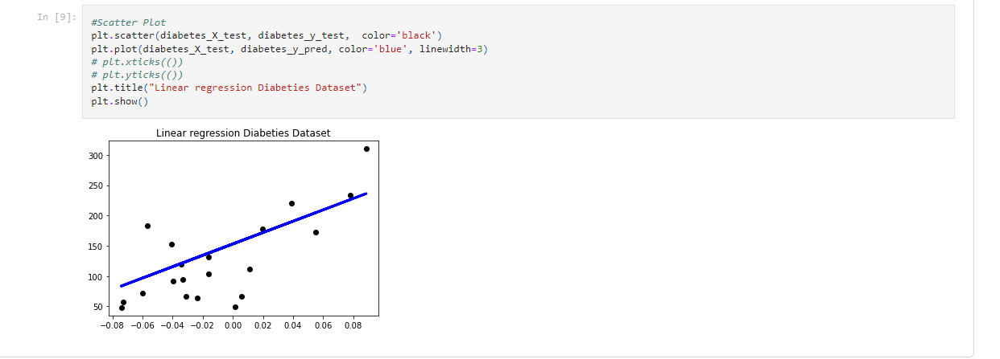 In [9]:
#Scatter Plot
plt.scatter(diabetes_X_test, diabetes_y_test,  color='black')
plt.plot(diabetes_X_test, diabetes_y_pred, color='blue', linewidth=3)
# plt.xticks(())
# plt.yticks(())
plt.title("Linear regression Diabeties Dataset")
plt.show()
Linear regression Diabeties Dataset
300
250
200
150
100
50
−0.08 −0.06 −0.04 −0.02 0.00 0.02 0.04 0.06 0.08